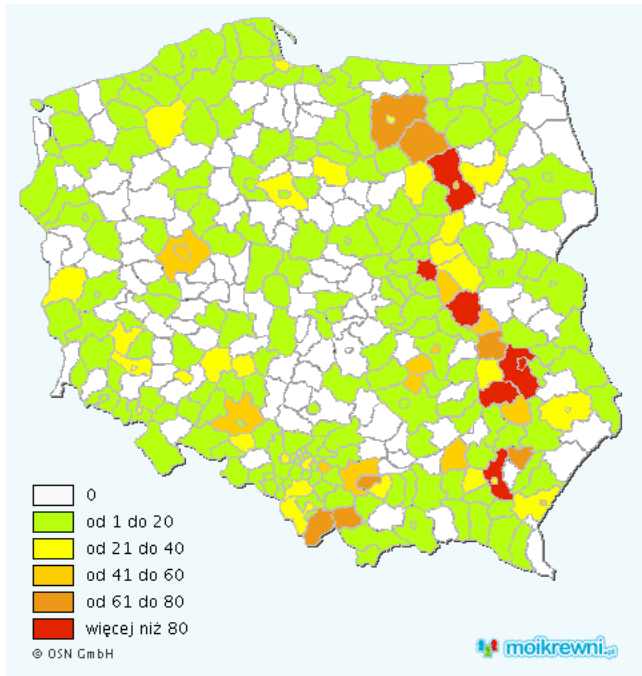 0
od 1 do 20
od 21 do 40
od 41 do 60
od 61 do 80
więcej niż 80
© OSN GmbH
moikrewni.pl